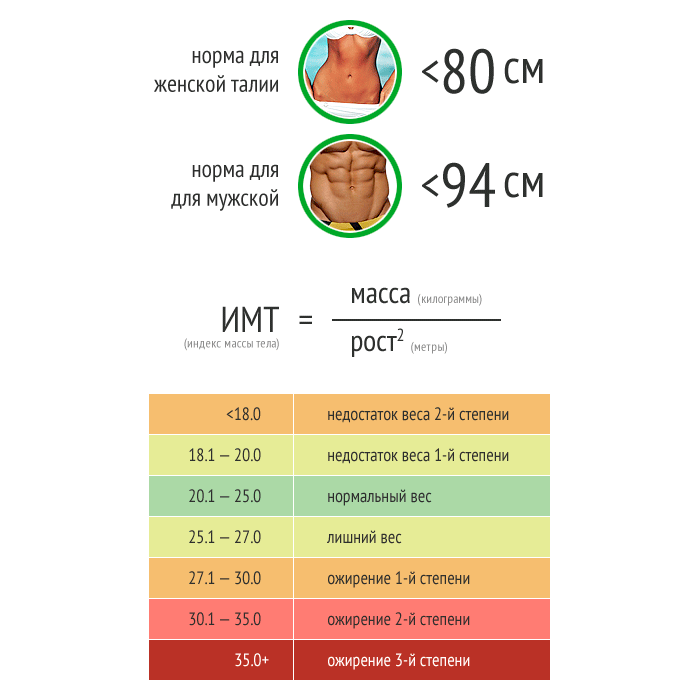 норма для
женской талии
<80 см
норма для
для мужской
<94 см
ИМТ = масса (килограммы)
(индекс массы тела)
рост2 (метры)
<18.0 недостаток веса 2-й степени
18.1 — 20.0 недостаток веса 1-й степени
20.1 — 25.0 нормальный вес
25.1 — 27.0 лишний вес
27.1 — 30.0 ожирение 1-й степени
30.1 — 35.0 ожирение 2-й степени
35.0+ ожирение 3-й степени